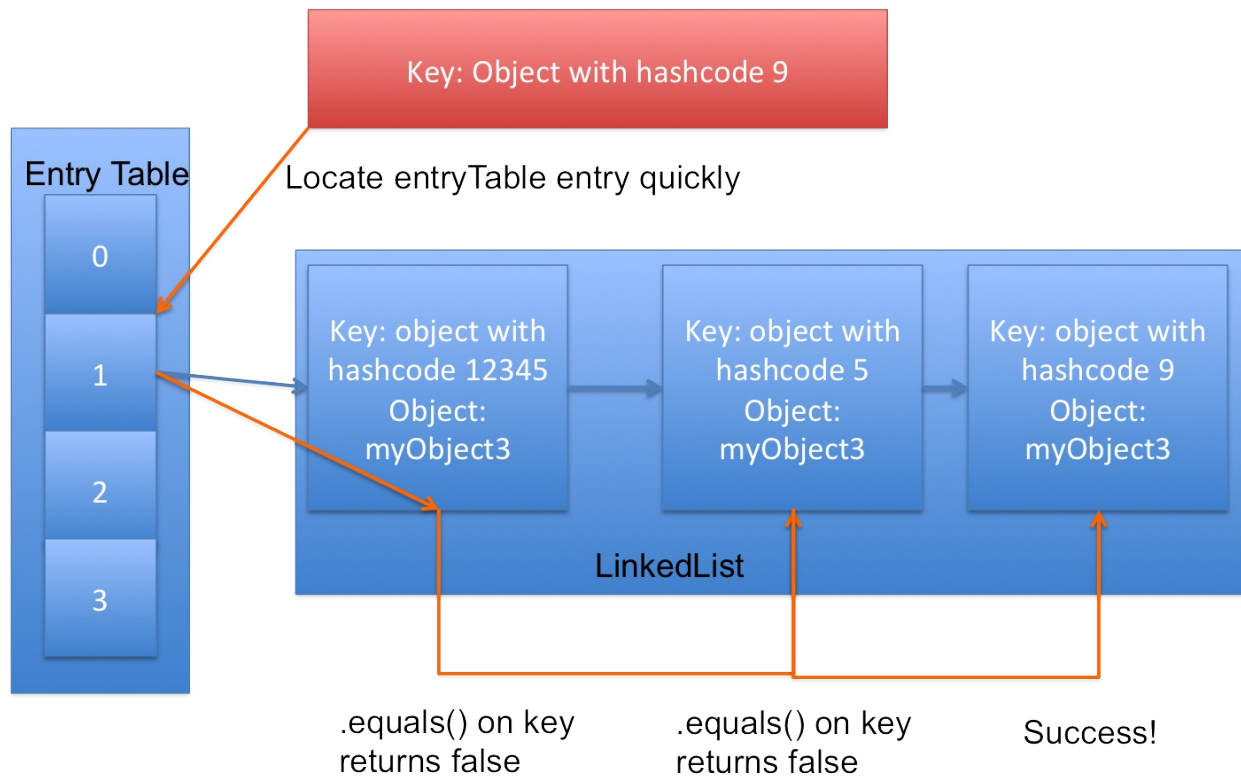 Key: Object with hashcode 9
Entry Table
Locate entryTable entry quickly
0
1
2
3
Key: object with
hashcode 12345
Object:
myObject3
Key: object with
hashcode 5
Object:
myObject3
Key: object with
hashcode 9
Object:
myObject3
LinkedList
.equals() on key
returns false
.equals() on key
returns false
Success!